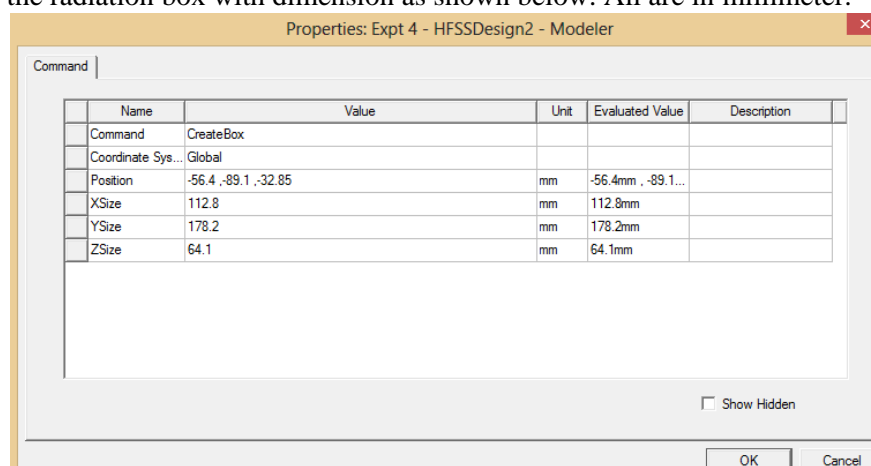 the radiation box with dimension as shown below. All are in millimeter.
Properties: Expt 4 - HFSSDesign2 - Modeler
Command
Name Value Unit Evaluated Value Description
Command CreateBox
Coordinate Sys... Global
Position -56.4 ,-89.1 ,-32.85 mm -56.4mm , -89.1...
XSize 112.8 mm 112.8mm
YSize 178.2 mm 178.2mm
ZSize 64.1 mm 64.1mm
Show Hidden
OK Cancel